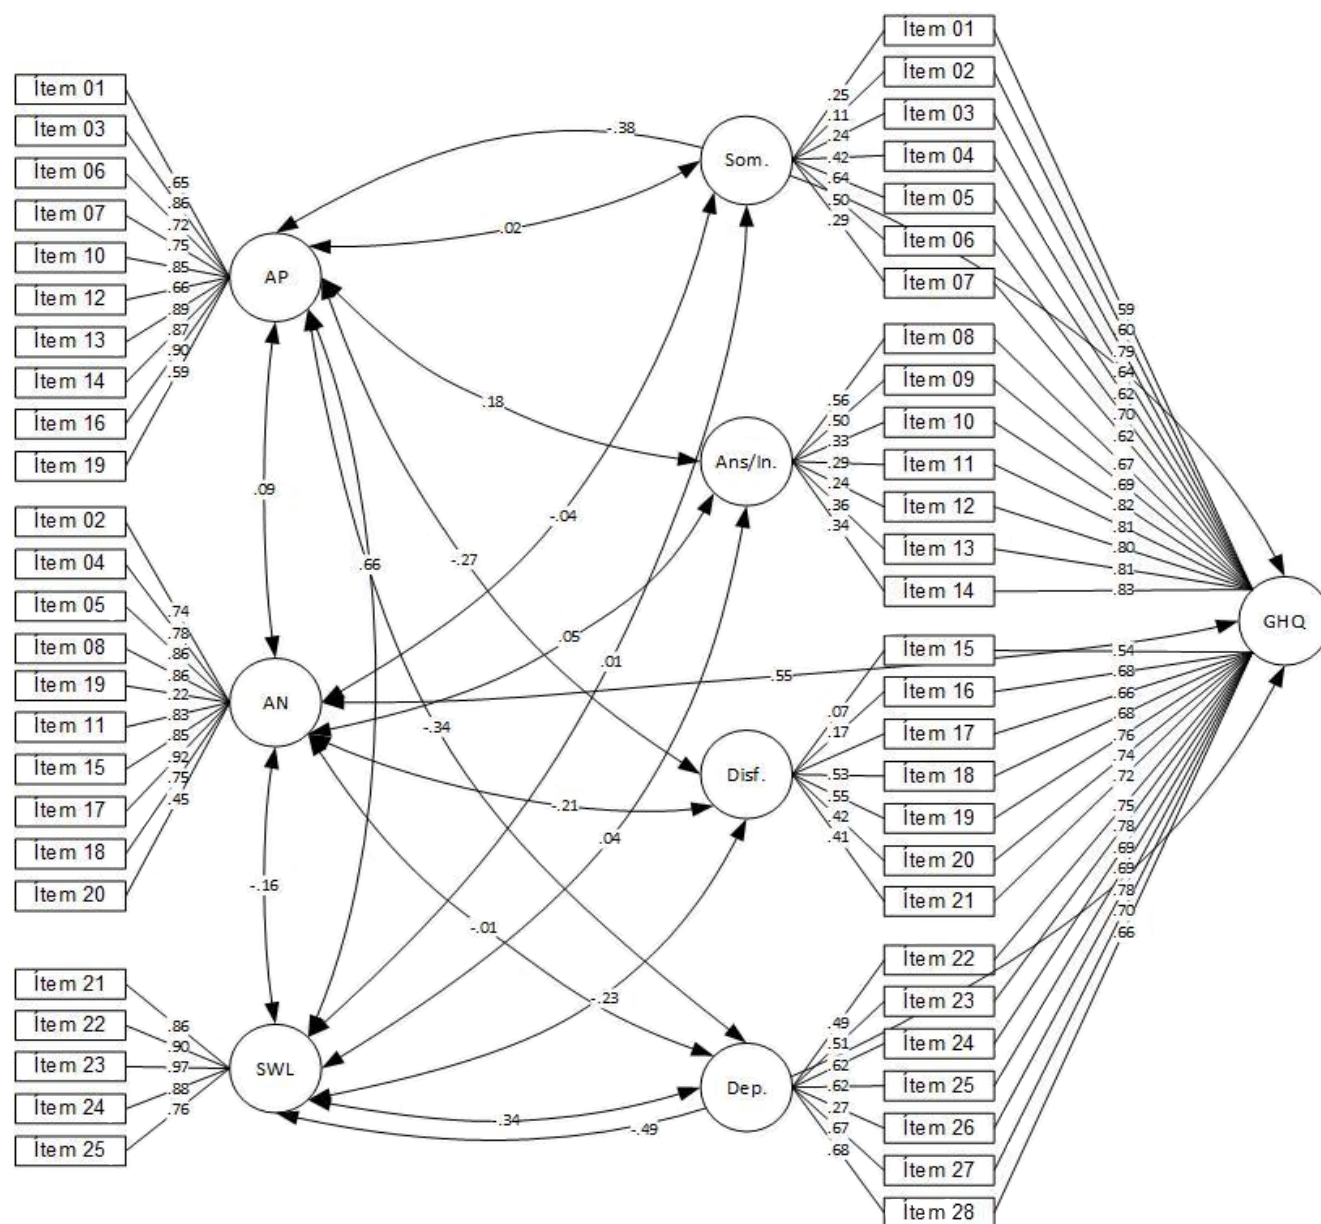 Ítem 01
Ítem 03
Ítem 06
Ítem 07
Ítem 10
Ítem 12
Ítem 13
Ítem 14
Ítem 16
Ítem 19
.65
.86
.72
.75
.85
.66
.89
.87
.90
.59
AP
Ítem 02
Ítem 04
Ítem 05
Ítem 08
Ítem 19
Ítem 11
Ítem 15
Ítem 17
Ítem 18
Ítem 20
.74
.78
.86
.86
.22
.83
.85
.92
.75
.45
AN
Ítem 21
Ítem 22
Ítem 23
Ítem 24
Ítem 25
.86
.90
.97
.88
.76
SWL
-.38
.02
.18
.09
-.04
-.27
.66
.05
.01
.55
-.34
-.21
.04
-.16
-.01
-.23
.34
-.49
Som.
.25
.11
.24
.42
.64
.50
.29
Ítem 01
Ítem 02
Ítem 03
Ítem 04
Ítem 05
Ítem 06
Ítem 07
.59
.60
.79
.64
.62
.70
.62
Ans/In.
.56
.50
.33
.29
.24
.36
.34
Ítem 08
Ítem 09
Ítem 10
Ítem 11
Ítem 12
Ítem 13
Ítem 14
.67
.69
.82
.81
.80
.81
.83
GHQ
Disf.
.07
.17
.53
.55
.42
.41
Ítem 15
Ítem 16
Ítem 17
Ítem 18
Ítem 19
Ítem 20
Ítem 21
.54
.68
.66
.68
.76
.74
.72
Dep.
.49
.51
.62
.62
.27
.67
.68
Ítem 22
Ítem 23
Ítem 24
Ítem 25
Ítem 26
Ítem 27
Ítem 28
.75
.78
.69
.69
.78
.70
.66